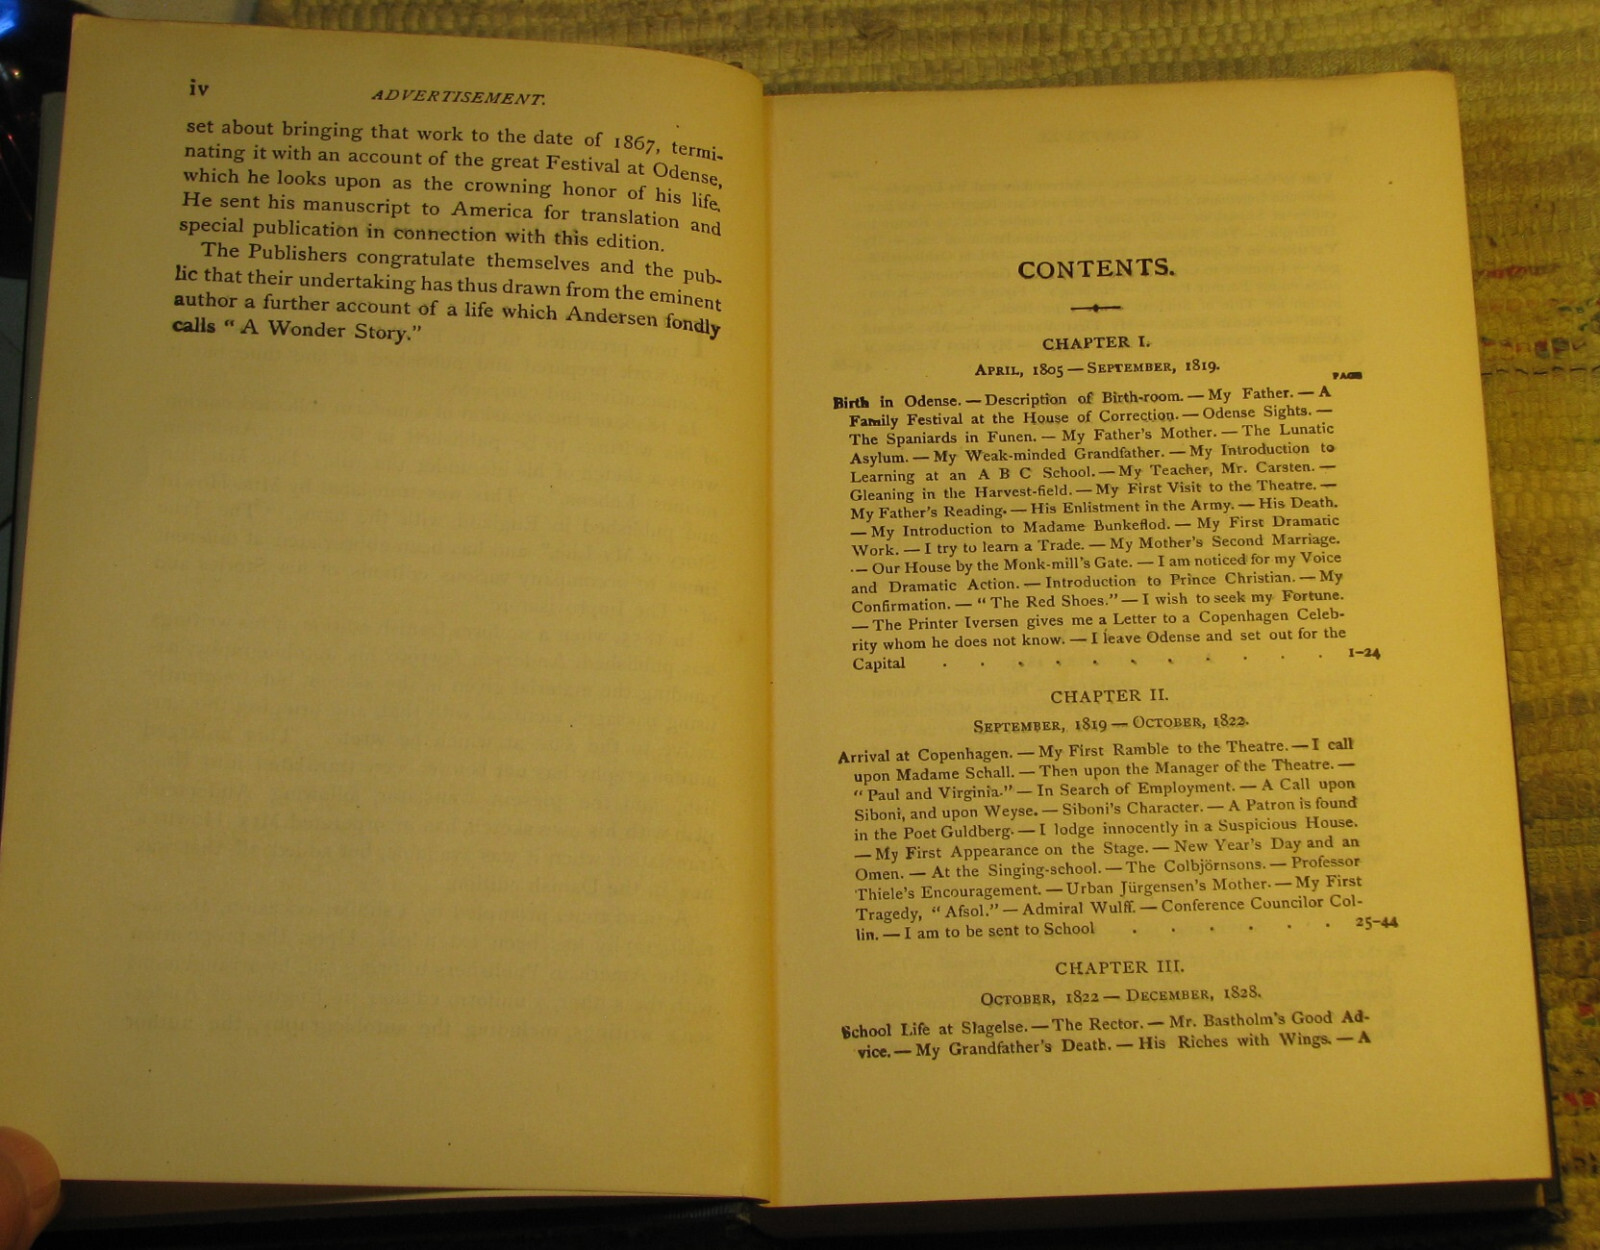 iv
ADVERTISEMENT.
set about bringing that work to the date of 1867, termi-
nating it with an account of the great Festival at Odense,
which he looks upon as the crowning honor of his life.
He sent his manuscript to America for translation and
special publication in connection with this edition.
The Publishers congratulate themselves and the pub-
lic that their undertaking has thus drawn from the eminent
author a further account of a life which Andersen fondly
calls “ A Wonder Story.”
CONTENTS.
CHAPTER I.
APRIL, 1805 — SEPTEMBER, 1819.
PAGE
Birth in Odense. — Description of Birth-room. — My Father. — A
Family Festival at the House of Correction. — Odense Sights. —
The Spaniards in Funen. — My Father's Mother. — The Lunatic
Asylum. — My Weak-minded Grandfather. — My Introduction to
Learning at an A B C School. — My Teacher, Mr. Carsten. —
Gleaning in the Harvest-field. — My First Visit to the Theatre. —
My Father's Reading. — His Enlistment in the Army. — His Death.
— My Introduction to Madame Bunkeflod. — My First Dramatic
Work. — I try to learn a Trade. — My Mother's Second Marriage.
— Our House by the Monk-mill's Gate. — I am noticed for my Voice
and Dramatic Action. — Introduction to Prince Christian. — My
Confirmation. — “ The Red Shoes.” — I wish to seek my Fortune.
— The Printer Iversen gives me a Letter to a Copenhagen Celeb-
rity whom he does not know. — I leave Odense and set out for the
Capital . . . . . . . . . . . 1-24
CHAPTER II.
SEPTEMBER, 1819 — OCTOBER, 1822.
Arrival at Copenhagen. — My First Ramble to the Theatre. — I call
upon Madame Schall. — Then upon the Manager of the Theatre. —
“ Paul and Virginia.” — In Search of Employment. — A Call upon
Siboni, and upon Weyse. — Siboni's Character. — A Patron is found
in the Poet Guldberg. — I lodge innocently in a Suspicious House.
— My First Appearance on the Stage. — New Year's Day and an
Omen. — At the Singing-school. — The Colbjörnsons. — Professor
Thiele's Encouragement. — Urban Jürgensen's Mother. — My First
Tragedy, “ Afsol.” — Admiral Wulff. — Conference Councilor Col-
lin. — I am to be sent to School . . . . . . 25-44
CHAPTER III.
OCTOBER, 1822 — DECEMBER, 1828.
School Life at Slagelse. — The Rector. — Mr. Bastholm's Good Ad-
vice. — My Grandfather's Death. — His Riches with Wings. — A